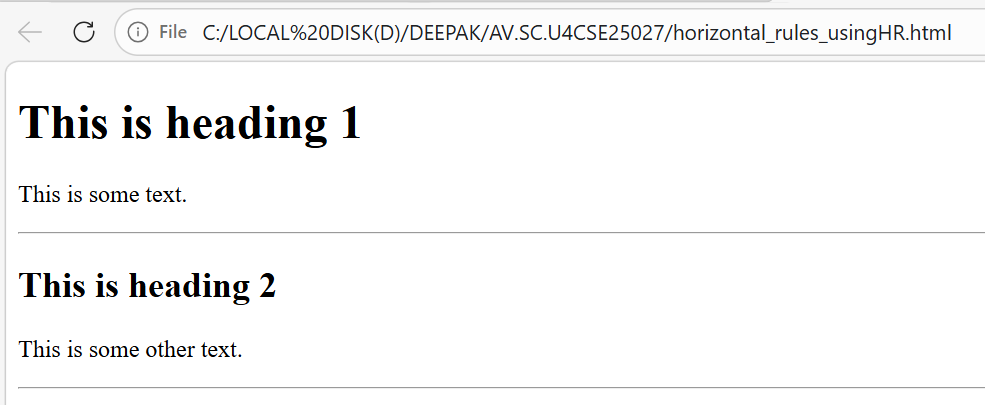 File C:/LOCAL%20DISK(D)/DEEPAK/AV.SC.U4CSE25027/horizontal_rules_usingHR.html
This is heading 1
This is some text.
This is heading 2
This is some other text.